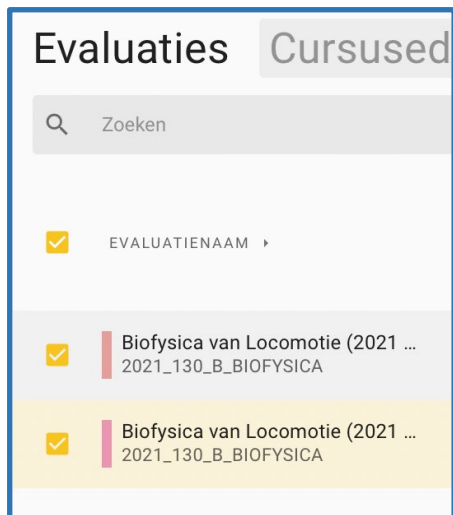 Evaluaties Cursused
Zoeken
EVALUATIENAAM
Biofysica van Locomotie (2021 ...
2021_130_B_BIOFYSICA
Biofysica van Locomotie (2021 ...
2021_130_B_BIOFYSICA